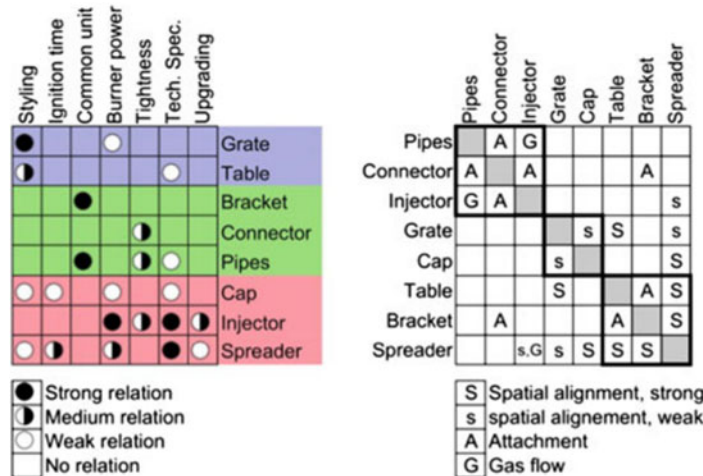 Styling
Ignition time
Common unit
Burner power
Tightness
Tech. Spec.
Upgrading
Grate
Table
Bracket
Connector
Pipes
Cap
Injector
Spreader
Strong relation
Medium relation
Weak relation
No relation
Pipes
Connector
Injector
Grate
Cap
Table
Bracket
Spreader
Pipes A G
Connector A A A
Injector G A s
Grate s S s
Cap s S
Table S A S
Bracket A A S
Spreader s,G s S S S
S Spatial alignment, strong
s spatial alignement, weak
A Attachment
G Gas flow